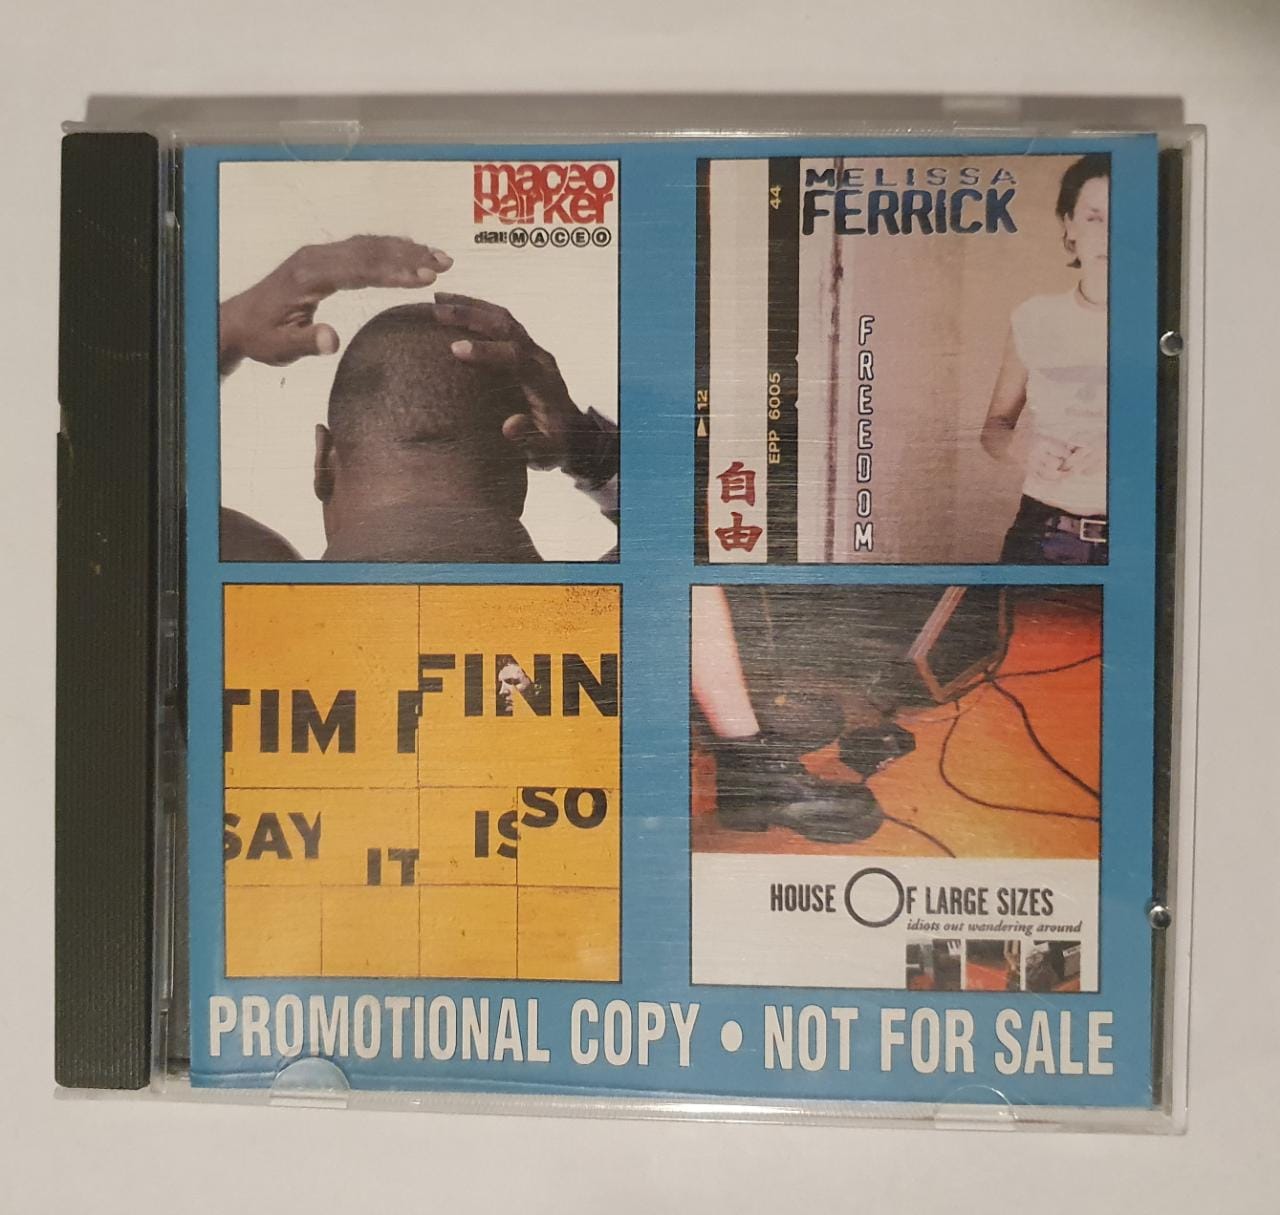 maceo
parker
dial: MACEO
MELISSA
FERRICK
44
FREEDOM
12
EPP 6005
自由
TIM F
FINN
SAY
IT
IS
SO
HOUSE OF LARGE SIZES
idiots out wandering around
PROMOTIONAL COPY • NOT FOR SALE